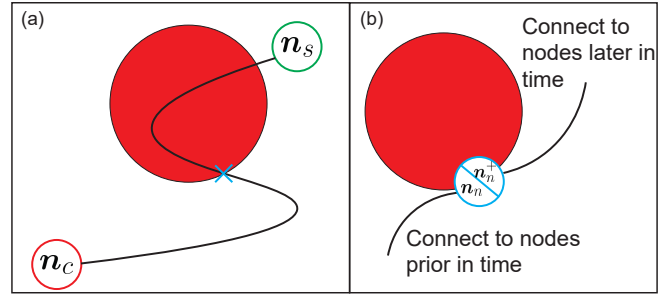 (a)
n_s
n_c
(b)
Connect to
nodes later in
time
n_n^+
n_n^-
Connect to nodes
prior in time